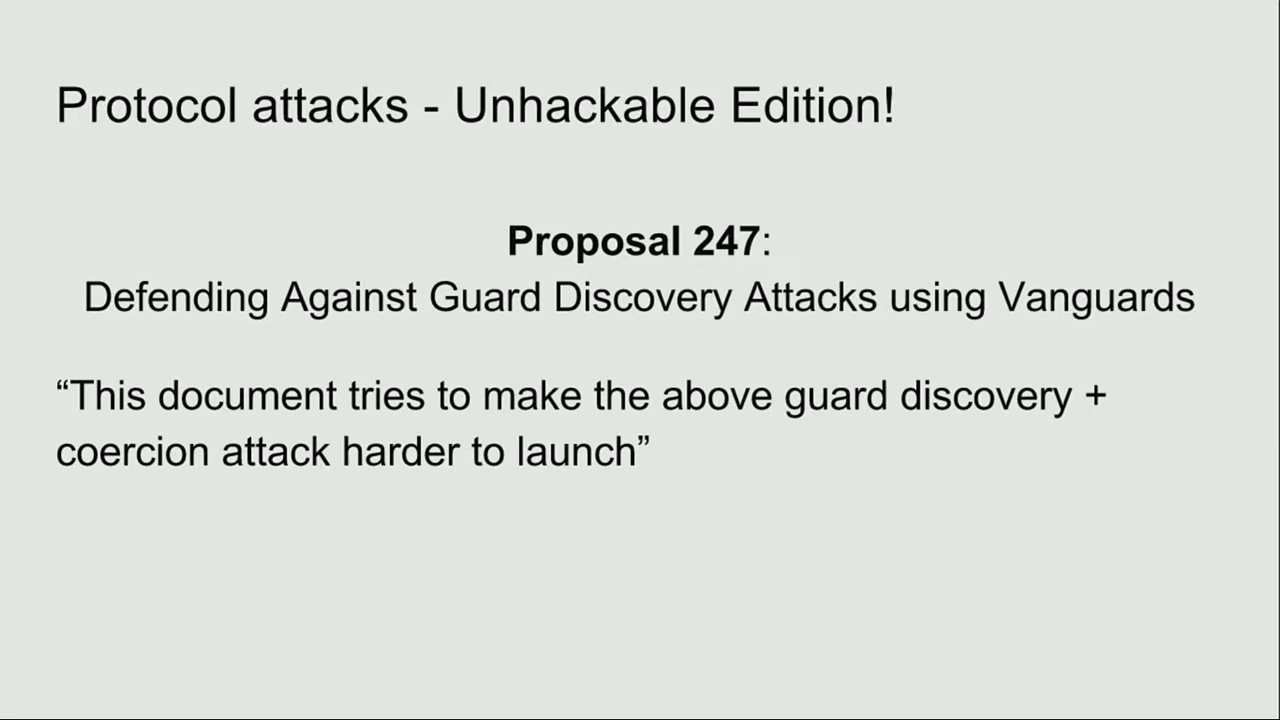 Protocol attacks - Unhackable Edition!
Proposal 247:
Defending Against Guard Discovery Attacks using Vanguards
“This document tries to make the above guard discovery +
coercion attack harder to launch”